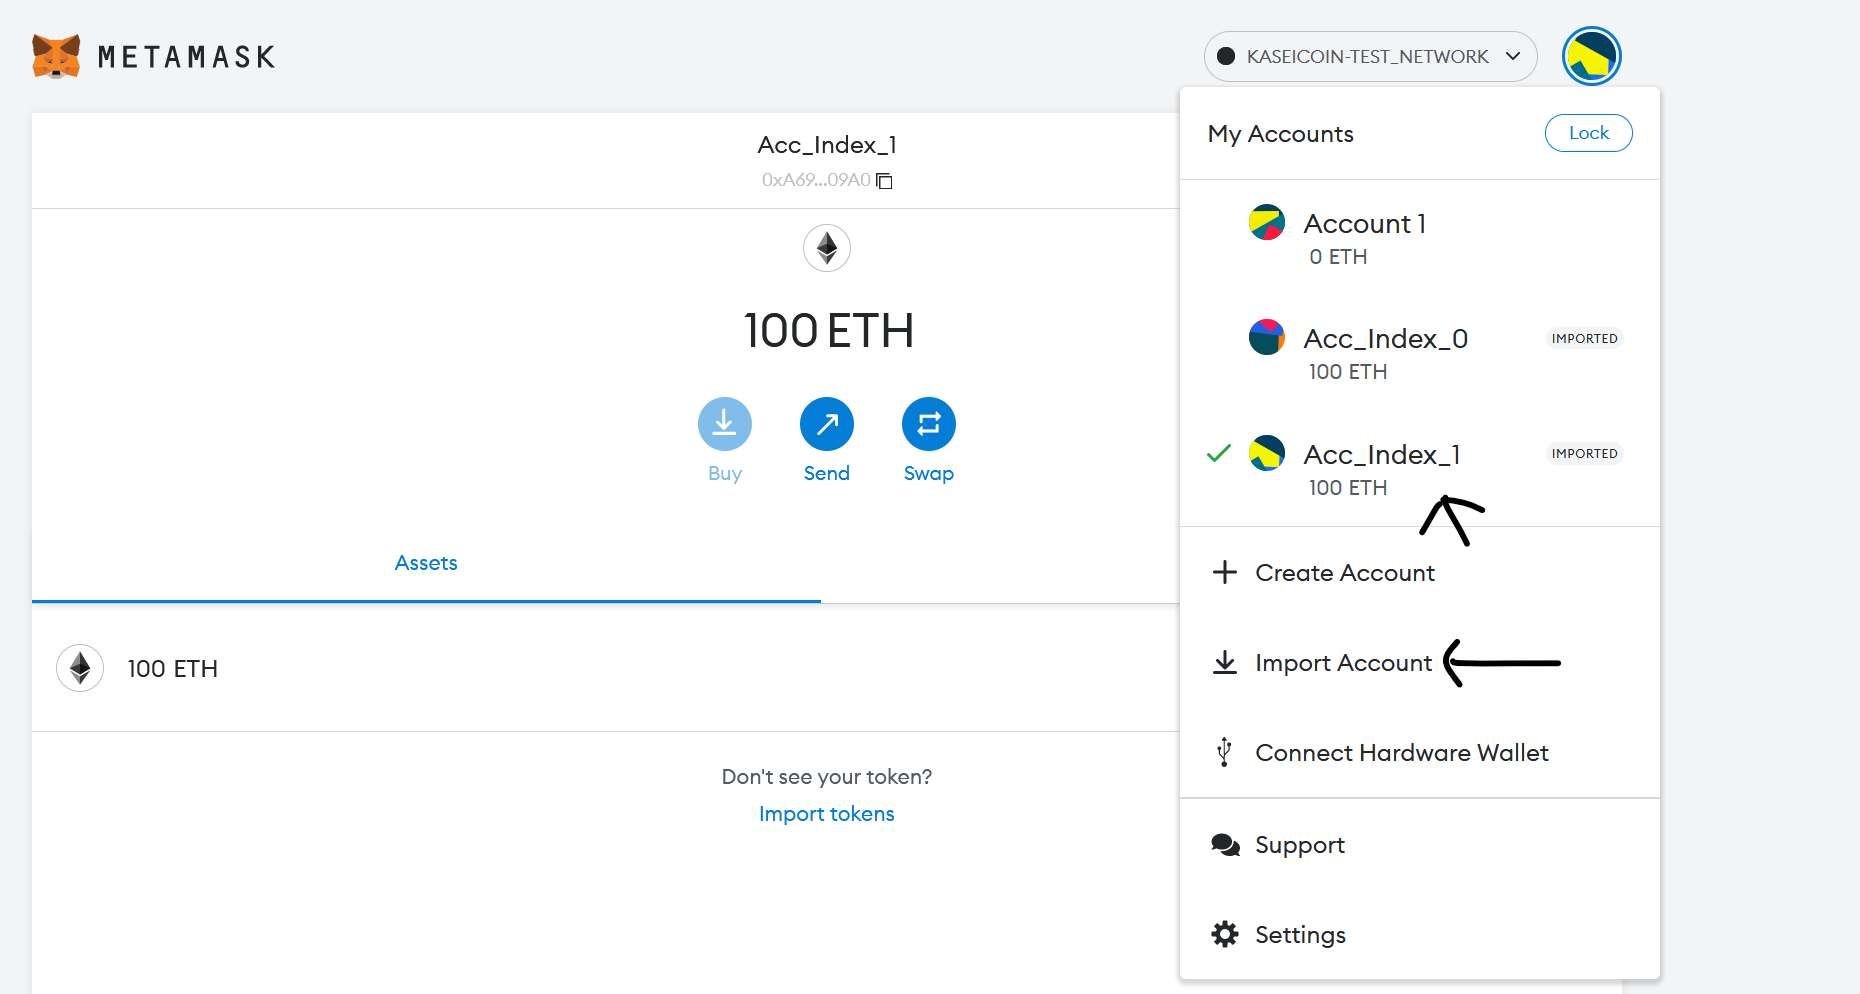 METAMASK
KASEICOIN-TEST_NETWORK
Acc_Index_1
0xA69...09A0
100 ETH
Buy
Send
Swap
Assets
100 ETH
Don't see your token?
Import tokens
My Accounts
Lock
Account 1
0 ETH
Acc_Index_0
IMPORTED
100 ETH
Acc_Index_1
IMPORTED
100 ETH
Create Account
Import Account
Connect Hardware Wallet
Support
Settings